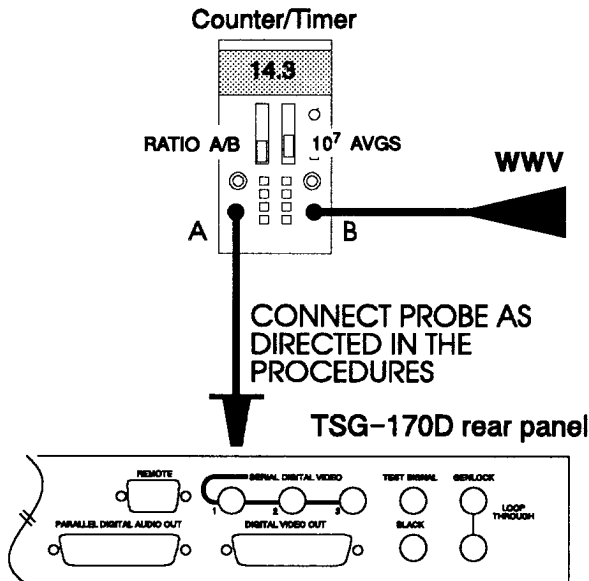 Counter/Timer
14.3
RATIO A/B
10⁷ AVGS
WWV
A
B
CONNECT PROBE AS
DIRECTED IN THE
PROCEDURES
TSG-170D rear panel
REMOTE
SERIAL DIGITAL VIDEO
TEST SIGNAL
GENLOCK
1
2
3
LOOP
THROUGH
PARALLEL DIGITAL AUDIO OUT
DIGITAL VIDEO OUT
BLACK